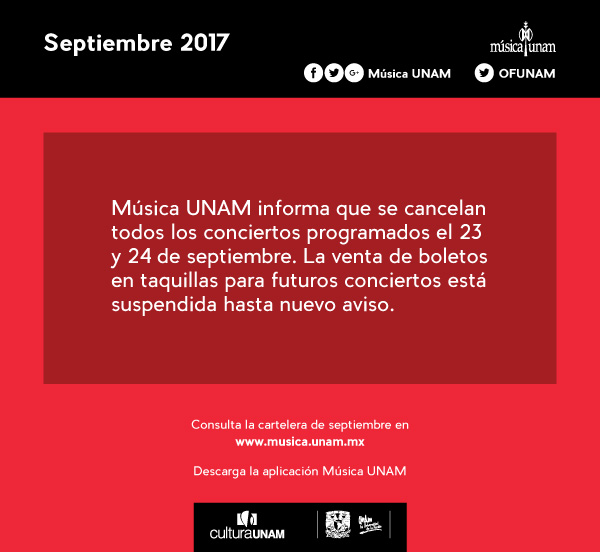 Septiembre 2017
música unam
Música UNAM
OFUNAM
Música UNAM informa que se cancelan
todos los conciertos programados el 23
y 24 de septiembre. La venta de boletos
en taquillas para futuros conciertos está
suspendida hasta nuevo aviso.
Consulta la cartelera de septiembre en
www.musica.unam.mx
Descarga la aplicación Música UNAM
culturaUNAM